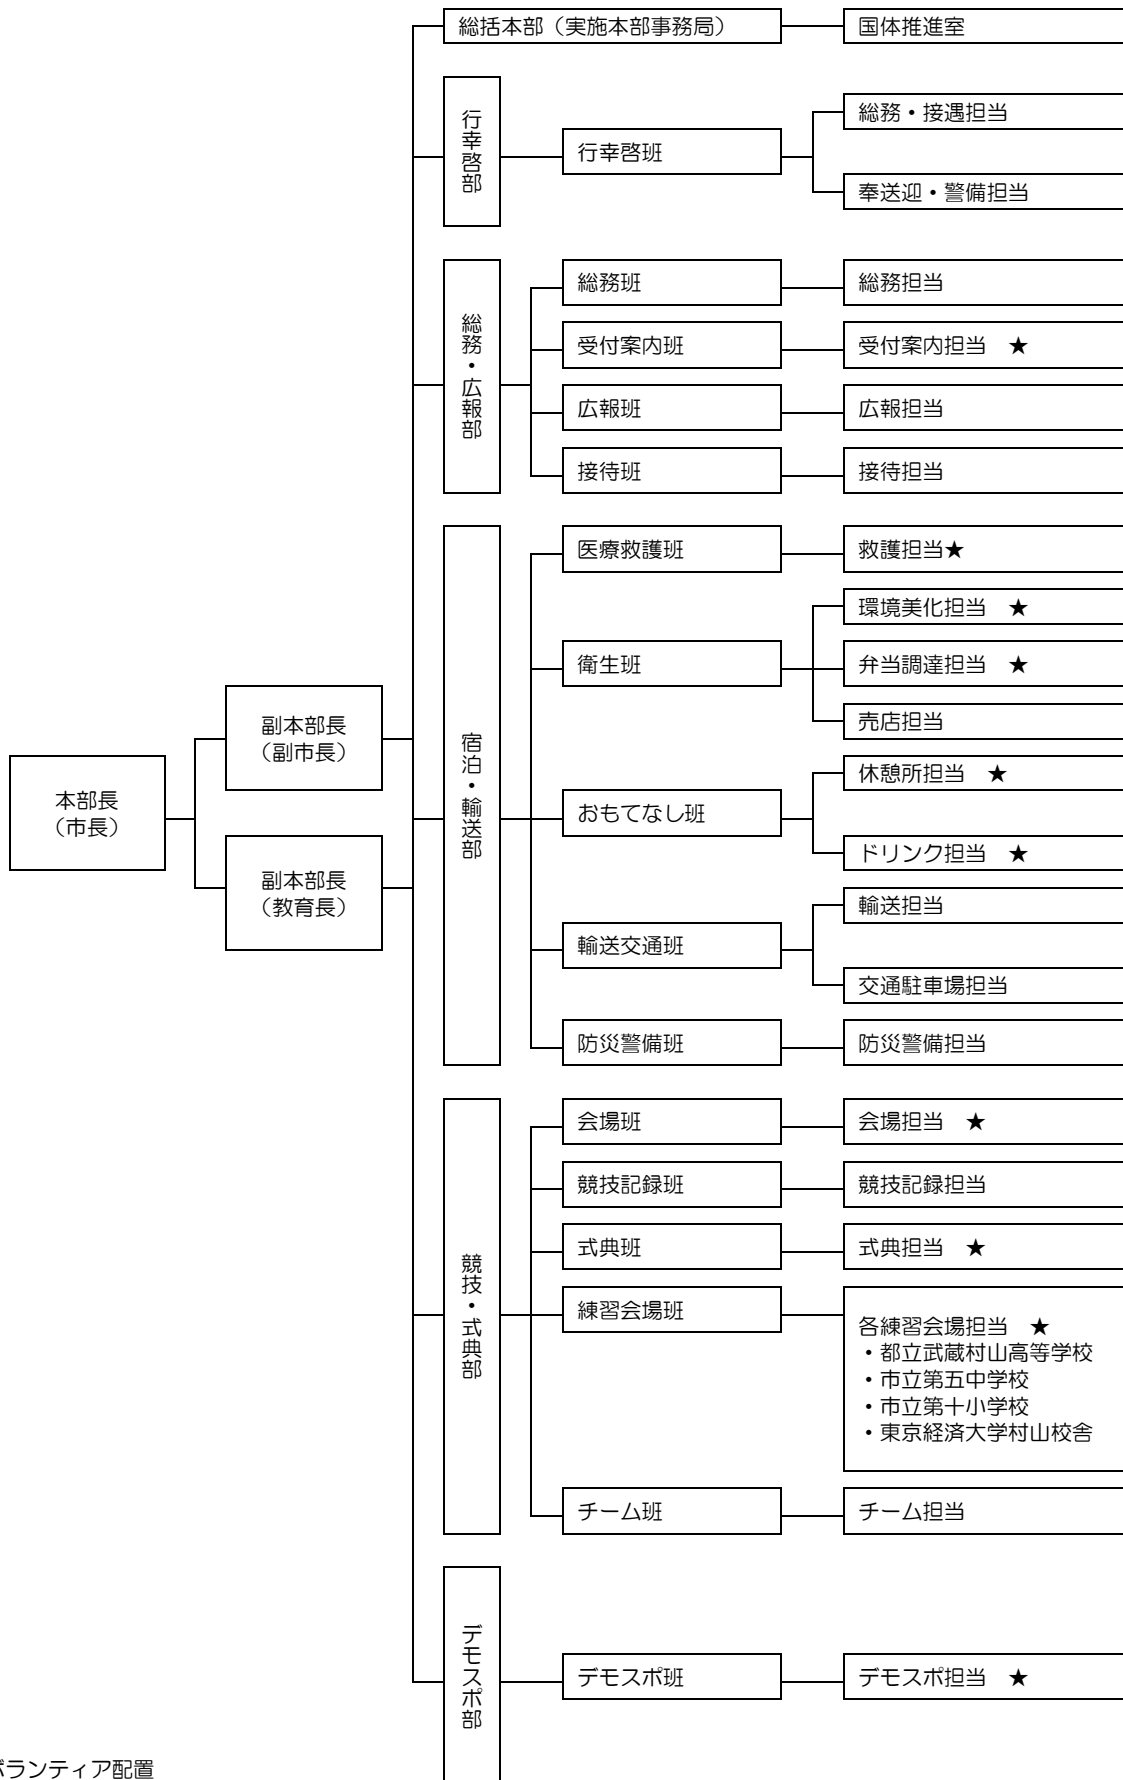 総括本部（実施本部事務局）
国体推進室
行幸啓部
行幸啓班
総務・接遇担当
奉送迎・警備担当
総務・広報部
総務班
総務担当
受付案内班
受付案内担当　★
広報班
広報担当
接待班
接待担当
本部長
（市長）
副本部長
（副市長）
副本部長
（教育長）
宿泊・輸送部
医療救護班
救護担当★
衛生班
環境美化担当　★
弁当調達担当　★
売店担当
おもてなし班
休憩所担当　★
ドリンク担当　★
輸送交通班
輸送担当
交通駐車場担当
防災警備班
防災警備担当
競技・式典部
会場班
会場担当　★
競技記録班
競技記録担当
式典班
式典担当　★
練習会場班
各練習会場担当　★
・都立武蔵村山高等学校
・市立第五中学校
・市立第十小学校
・東京経済大学村山校舎
チーム班
チーム担当
デモスポ部
デモスポ班
デモスポ担当　★
ボランティア配置